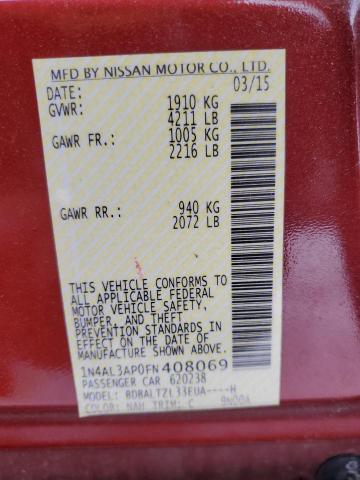 MFD BY NISSAN MOTOR CO., LTD.
DATE: 03/15
GVWR: 1910 KG
4211 LB
GAWR FR.: 1005 KG
2216 LB
GAWR RR.: 940 KG
2072 LB
THIS VEHICLE CONFORMS TO
ALL APPLICABLE FEDERAL
MOTOR VEHICLE SAFETY,
BUMPER, AND THEFT
PREVENTION STANDARDS
IN EFFECT ON THE DATE OF
MANUFACTURE SHOWN ABOVE.
1N4AL3AP0FN408069
PASSENGER CAR 620238
MODEL: BDBALTZL33EUA----H
COLOR: NAH TRIM: C